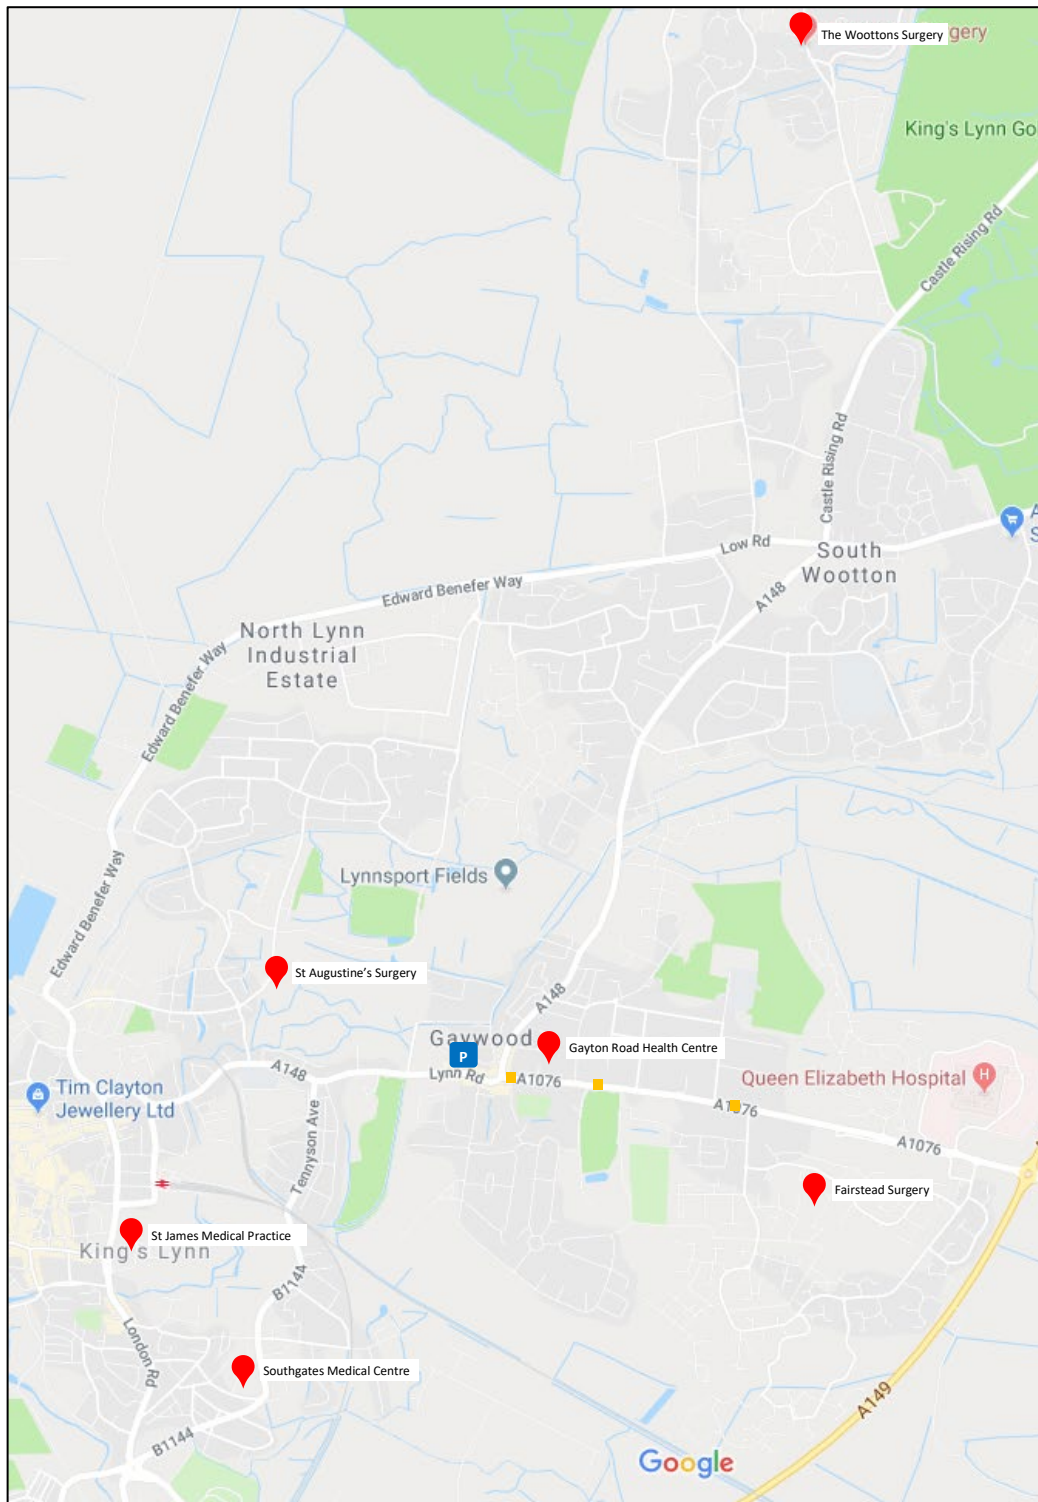 The Woottons Surgery
gery
King's Lynn Go
Castle Rising Rd
Castle Rising Rd
A
S
Low Rd
South
Wootton
Edward Benefer Way
A148
North Lynn
Industrial
Estate
Edward Benefer Way
Lynnsport Fields
Edward Benefer Way
St Augustine's Surgery
A148
Gaywood
P
Gayton Road Health Centre
A148
Lynn Rd
A1076
Queen Elizabeth Hospital
H
Tim Clayton
Jewellery Ltd
A1076
A1076
Tennyson Ave
Fairstead Surgery
St James Medical Practice
King's Lynn
B1144
London Rd
Southgates Medical Centre
A149
B1144
Google